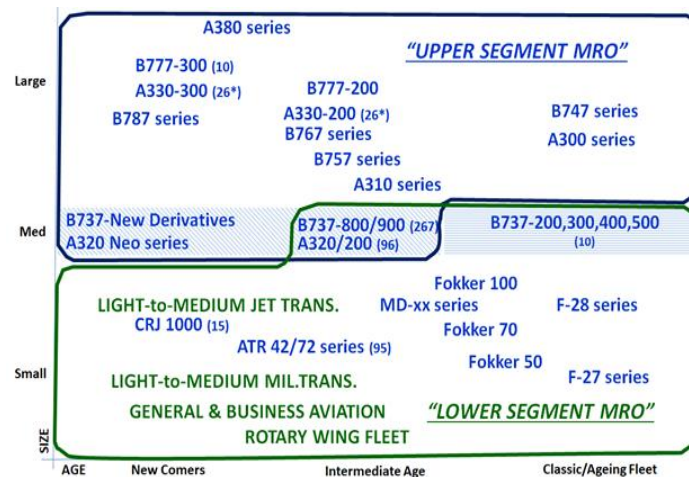 A380 series
"UPPER SEGMENT MRO"
Large
B777-300 (10)
A330-300 (26*)
B787 series
B777-200
A330-200 (26*)
B767 series
B757 series
A310 series
B747 series
A300 series
Med
B737-New Derivatives
A320 Neo series
B737-800/900 (267)
A320/200 (96)
B737-200,300,400,500
(10)
Fokker 100
LIGHT-to-MEDIUM JET TRANS.
MD-xx series
F-28 series
CRJ 1000 (15)
Fokker 70
ATR 42/72 series (95)
Small
Fokker 50
LIGHT-to-MEDIUM MIL.TRANS.
F-27 series
GENERAL & BUSINESS AVIATION
"LOWER SEGMENT MRO"
ROTARY WING FLEET
SIZE
AGE
New Comers
Intermediate Age
Classic/Ageing Fleet